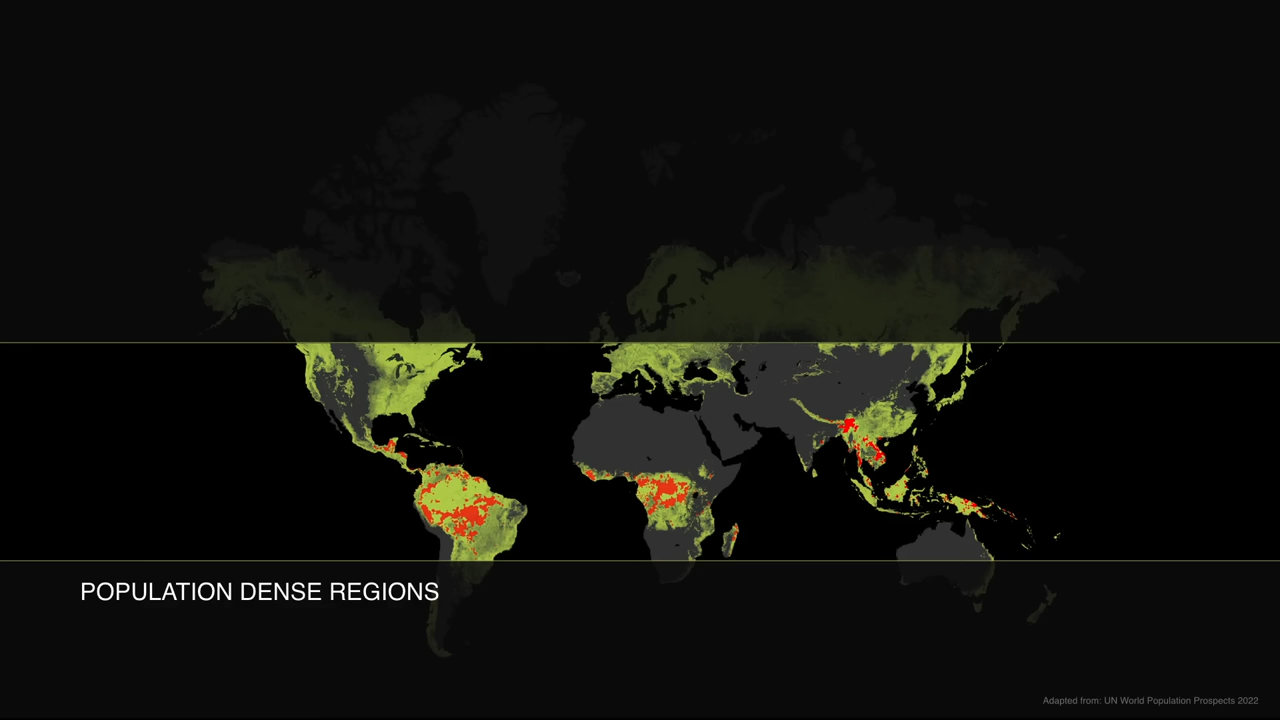 POPULATION DENSE REGIONS
Adapted from: UN World Population Prospects 2022